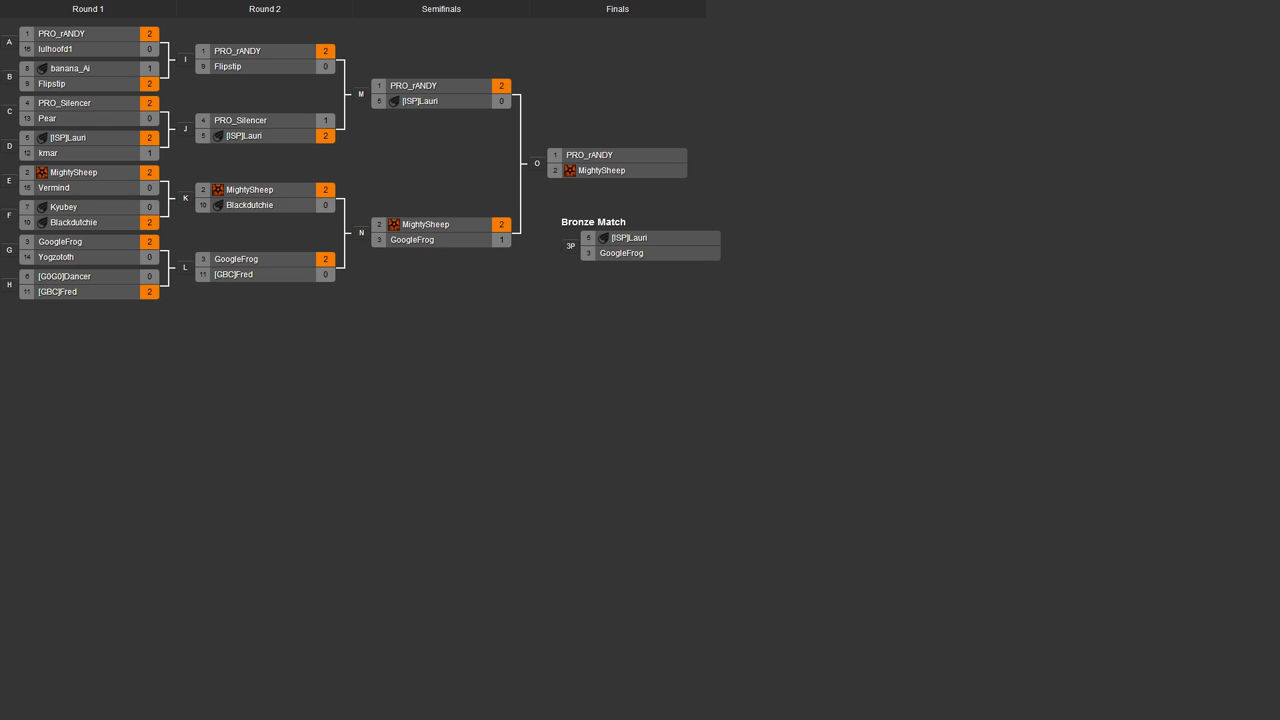 Round 1
Round 2
Semifinals
Finals
A
1 PRO_rANDY 2
16 lulhoofd1 0
B
8 banana_Ai 1
9 Flipstip 2
C
4 PRO_Silencer 2
13 Pear 0
D
5 [ISP]Lauri 2
12 kmar 1
E
2 MightySheep 2
15 Vermind 0
F
7 Kyubey 0
10 Blackdutchie 2
G
3 GoogleFrog 2
14 Yogzototh 0
H
6 [G0G0]Dancer 0
11 [GBC]Fred 2
I
1 PRO_rANDY 2
9 Flipstip 0
J
4 PRO_Silencer 1
5 [ISP]Lauri 2
K
2 MightySheep 2
10 Blackdutchie 0
L
3 GoogleFrog 2
11 [GBC]Fred 0
M
1 PRO_rANDY 2
5 [ISP]Lauri 0
N
2 MightySheep 2
3 GoogleFrog 1
O
1 PRO_rANDY
2 MightySheep
Bronze Match
3P
5 [ISP]Lauri
3 GoogleFrog